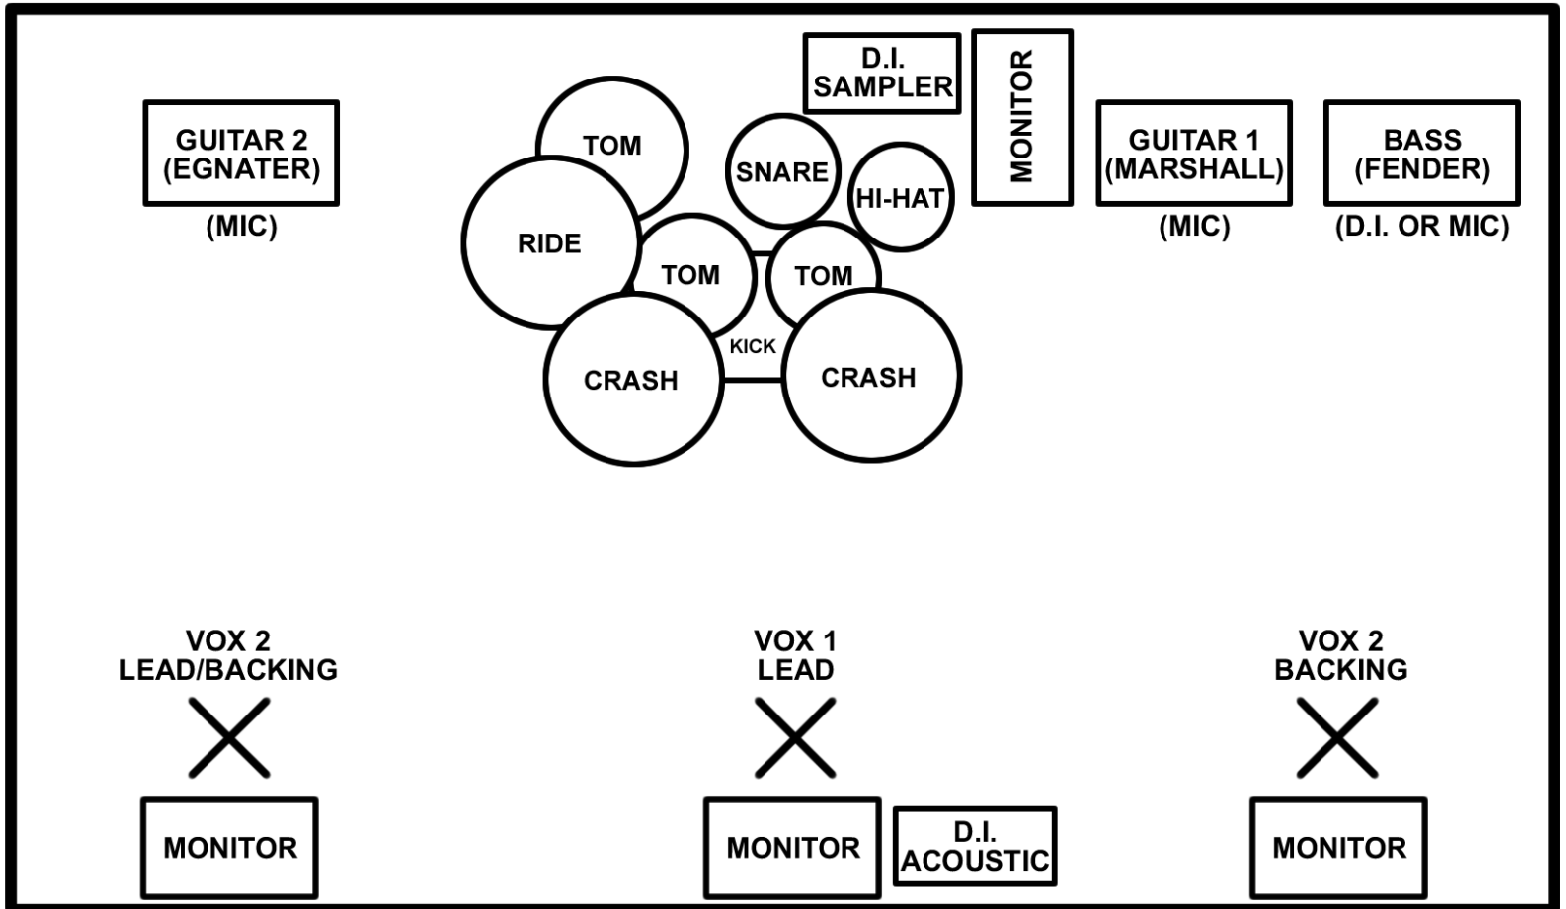 D.I.
SAMPLER
MONITOR
GUITAR 2
(EGNATER)
(MIC)
TOM
SNARE
HI-HAT
GUITAR 1
(MARSHALL)
(MIC)
BASS
(FENDER)
(D.I. OR MIC)
RIDE
TOM
TOM
KICK
CRASH
CRASH
VOX 2
LEAD/BACKING
VOX 1
LEAD
VOX 2
BACKING
MONITOR
MONITOR
D.I.
ACOUSTIC
MONITOR